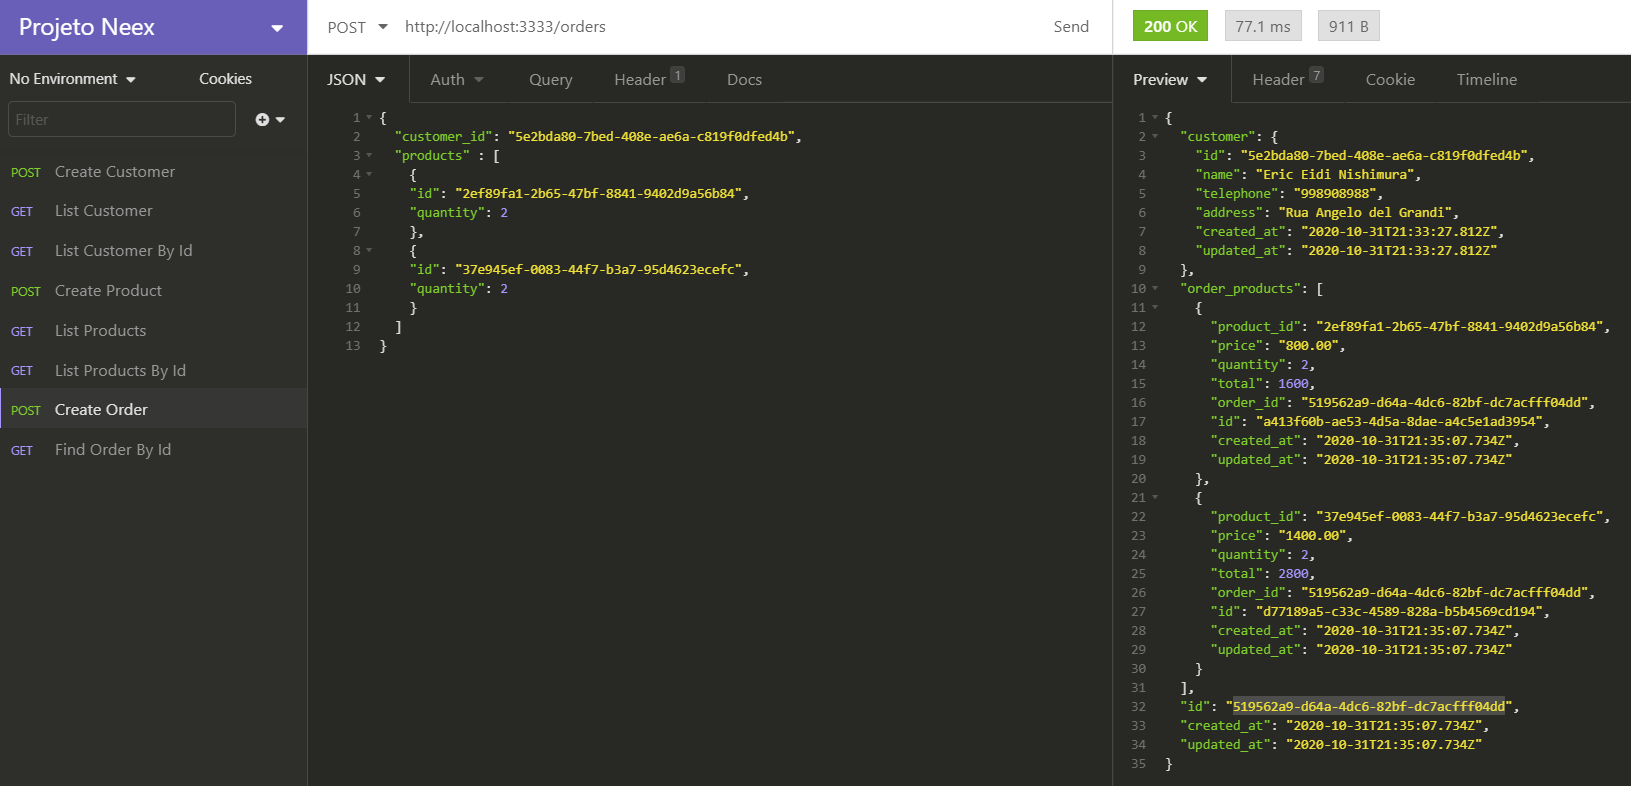 Projeto Neex
No Environment
Cookies
Filter
POST Create Customer
GET List Customer
GET List Customer By Id
POST Create Product
GET List Products
GET List Products By Id
POST Create Order
GET Find Order By Id
POST http://localhost:3333/orders Send
JSON Auth Query Header 1 Docs
1 {
2 "customer_id": "5e2bda80-7bed-408e-ae6a-c819f0dfed4b",
3 "products" : [
4 {
5 "id": "2ef89fa1-2b65-47bf-8841-9402d9a56b84",
6 "quantity": 2
7 },
8 {
9 "id": "37e945ef-0083-44f7-b3a7-95d4623ecefc",
10 "quantity": 2
11 }
12 ]
13 }
200 OK 77.1 ms 911 B
Preview Header 7 Cookie Timeline
1 {
2 "customer": {
3 "id": "5e2bda80-7bed-408e-ae6a-c819f0dfed4b",
4 "name": "Eric Eidi Nishimura",
5 "telephone": "998908988",
6 "address": "Rua Angelo del Grandi",
7 "created_at": "2020-10-31T21:33:27.812Z",
8 "updated_at": "2020-10-31T21:33:27.812Z"
9 },
10 "order_products": [
11 {
12 "product_id": "2ef89fa1-2b65-47bf-8841-9402d9a56b84",
13 "price": "800.00",
14 "quantity": 2,
15 "total": 1600,
16 "order_id": "519562a9-d64a-4dc6-82bf-dc7acfff04dd",
17 "id": "a413f60b-ae53-4d5a-8dae-a4c5e1ad3954",
18 "created_at": "2020-10-31T21:35:07.734Z",
19 "updated_at": "2020-10-31T21:35:07.734Z"
20 },
21 {
22 "product_id": "37e945ef-0083-44f7-b3a7-95d4623ecefc",
23 "price": "1400.00",
24 "quantity": 2,
25 "total": 2800,
26 "order_id": "519562a9-d64a-4dc6-82bf-dc7acfff04dd",
27 "id": "d77189a5-c33c-4589-828a-b5b4569cd194",
28 "created_at": "2020-10-31T21:35:07.734Z",
29 "updated_at": "2020-10-31T21:35:07.734Z"
30 }
31 ],
32 "id": "519562a9-d64a-4dc6-82bf-dc7acfff04dd",
33 "created_at": "2020-10-31T21:35:07.734Z",
34 "updated_at": "2020-10-31T21:35:07.734Z"
35 }